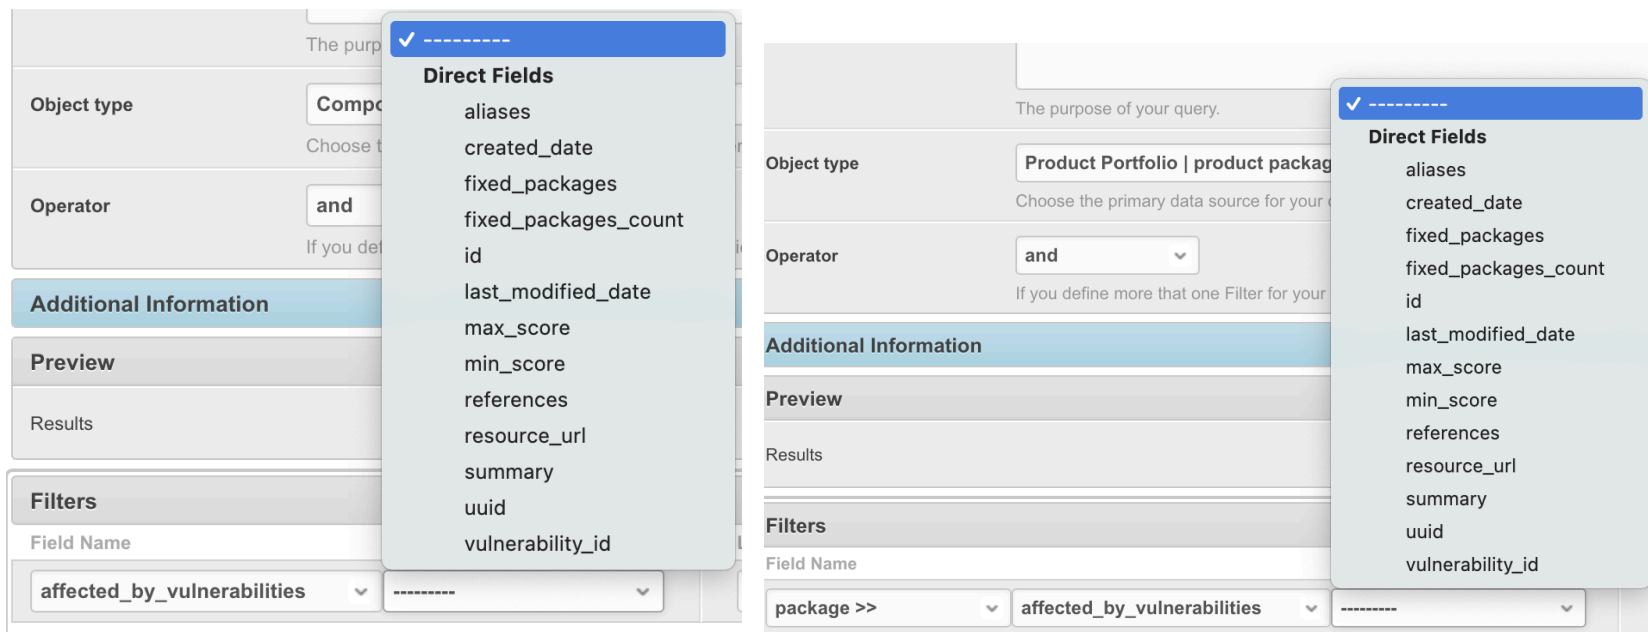 The purp
Object type
Compo
Choose t
Operator
and
If you def
Additional Information
Preview
Results
Filters
Field Name
affected_by_vulnerabilities
---------
---------
Direct Fields
aliases
created_date
fixed_packages
fixed_packages_count
id
last_modified_date
max_score
min_score
references
resource_url
summary
uuid
vulnerability_id
The purpose of your query.
Object type
Product Portfolio | product packag
Choose the primary data source for your
Operator
and
If you define more that one Filter for your
Additional Information
Preview
Results
Filters
Field Name
package >>
affected_by_vulnerabilities
---------
---------
Direct Fields
aliases
created_date
fixed_packages
fixed_packages_count
id
last_modified_date
max_score
min_score
references
resource_url
summary
uuid
vulnerability_id